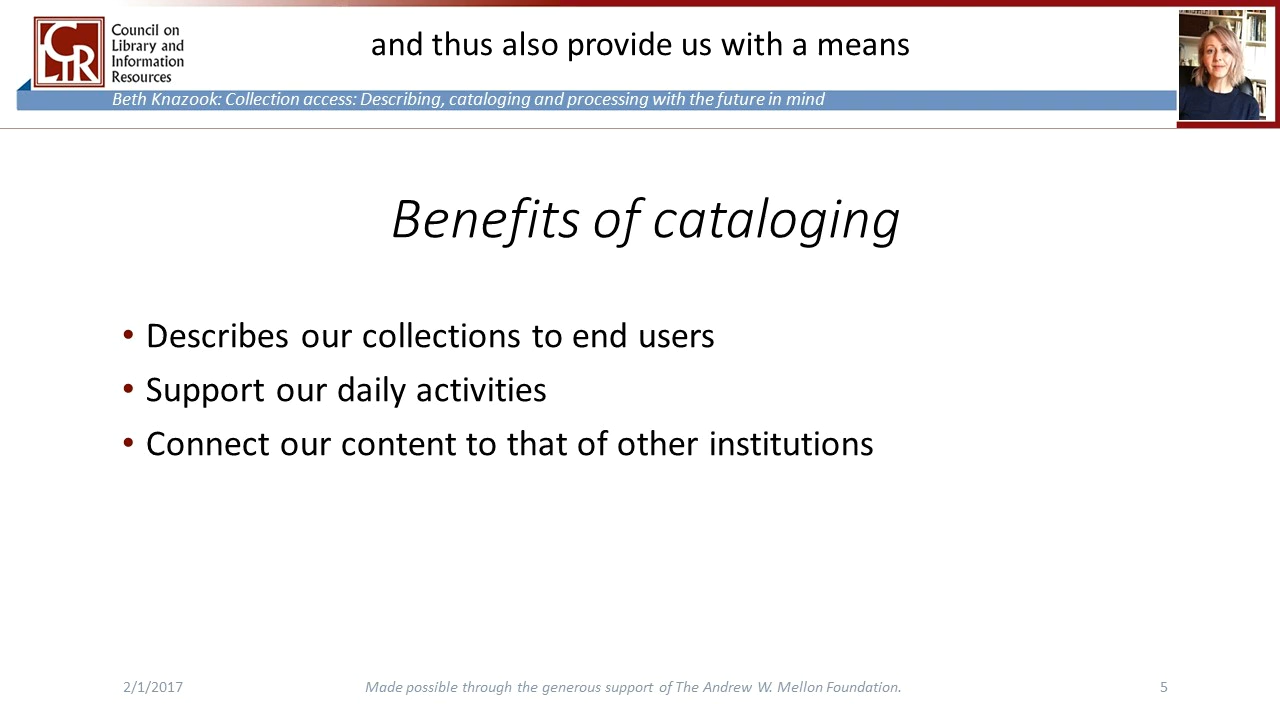 CLIR
Council on
Library and
Information
Resources
and thus also provide us with a means
Beth Knazook: Collection access: Describing, cataloging and processing with the future in mind
Benefits of cataloging
• Describes our collections to end users
• Support our daily activities
• Connect our content to that of other institutions
2/1/2017
Made possible through the generous support of The Andrew W. Mellon Foundation.
5